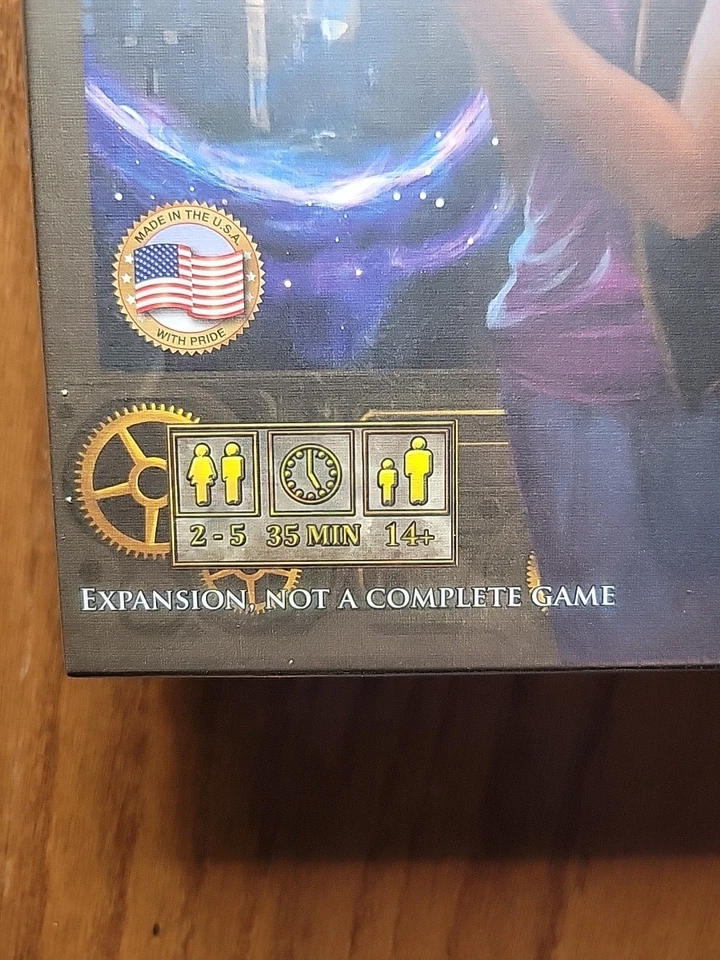 MADE IN THE U.S.A.
WITH PRIDE
2 - 5 35 MIN 14+
EXPANSION, NOT A COMPLETE GAME